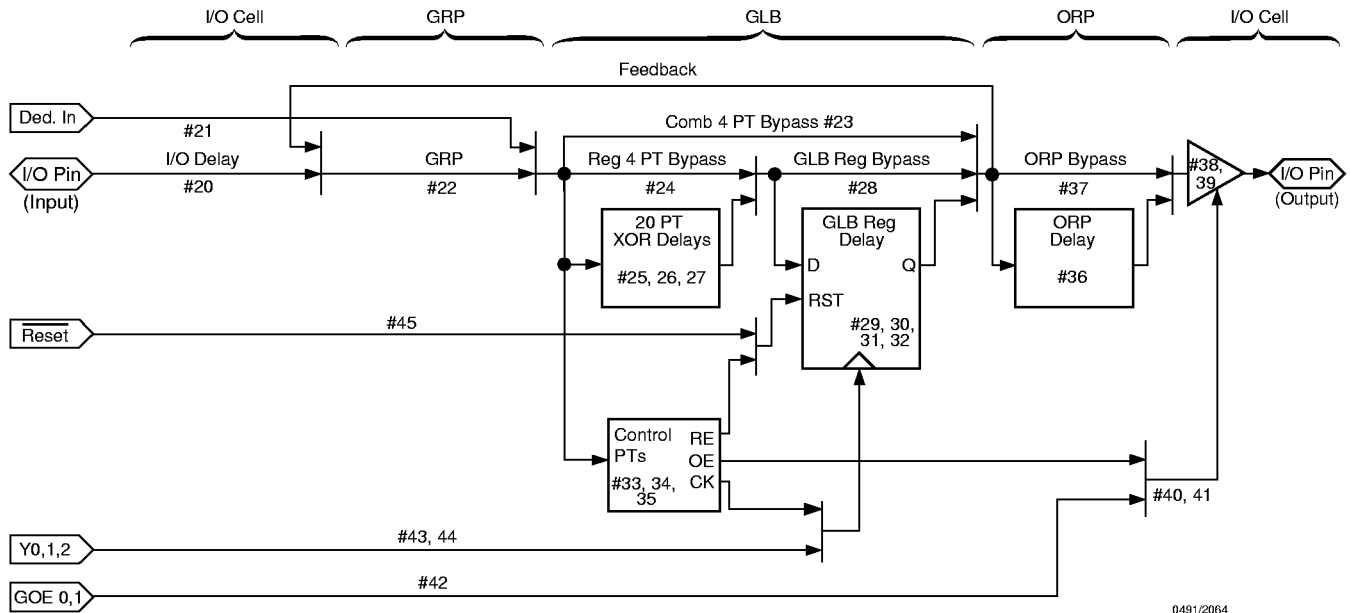 I/O Cell
GRP
GLB
ORP
I/O Cell
Feedback
Ded. In
#21
Comb 4 PT Bypass #23
I/O Pin
(Input)
I/O Delay
#20
GRP
#22
Reg 4 PT Bypass
#24
GLB Reg Bypass
#28
ORP Bypass
#37
#38,
39
I/O Pin
(Output)
20 PT
XOR Delays
#25, 26, 27
GLB Reg
Delay
D
Q
RST
#29, 30,
31, 32
ORP
Delay
#36
Reset
#45
Control
PTs
RE
OE
CK
#33, 34,
35
#40, 41
Y0,1,2
#43, 44
GOE 0,1
#42
0491/2064